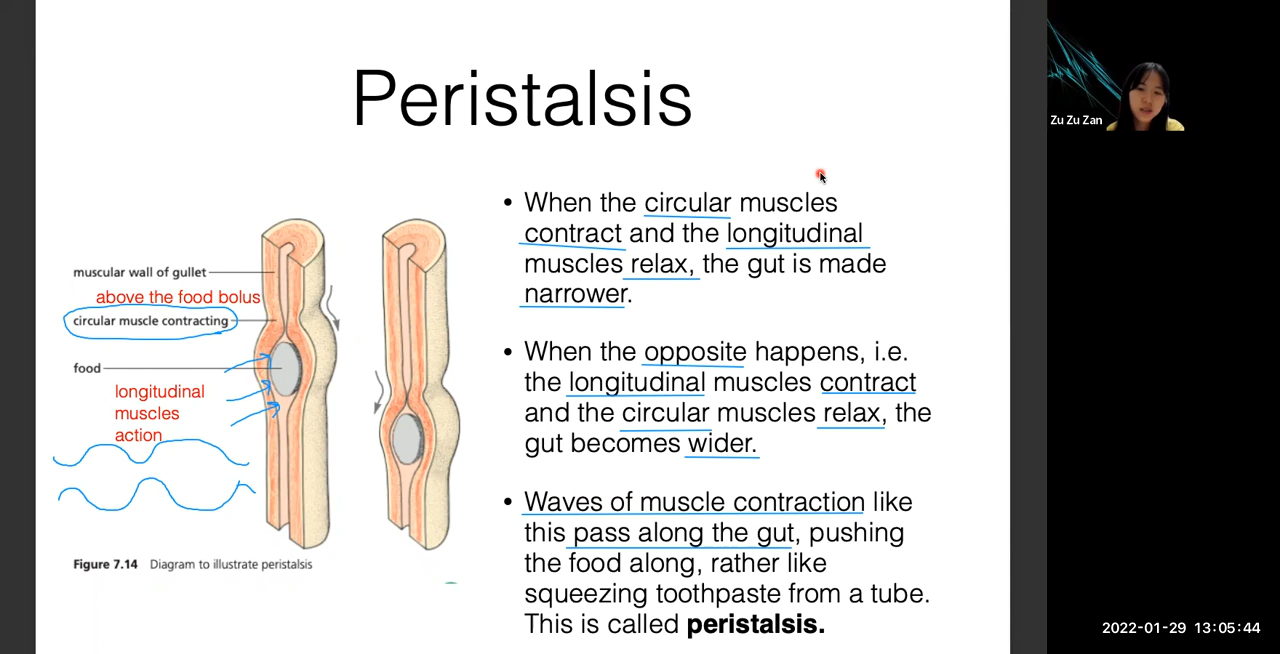 Peristalsis
muscular wall of gullet
above the food bolus
circular muscle contracting
food
longitudinal
muscles
action
Figure 7.14 Diagram to illustrate peristalsis
• When the circular muscles
contract and the longitudinal
muscles relax, the gut is made
narrower.
• When the opposite happens, i.e.
the longitudinal muscles contract
and the circular muscles relax, the
gut becomes wider.
• Waves of muscle contraction like
this pass along the gut, pushing
the food along, rather like
squeezing toothpaste from a tube.
This is called peristalsis.
Zu Zu Zan
2022-01-29 13:05:44